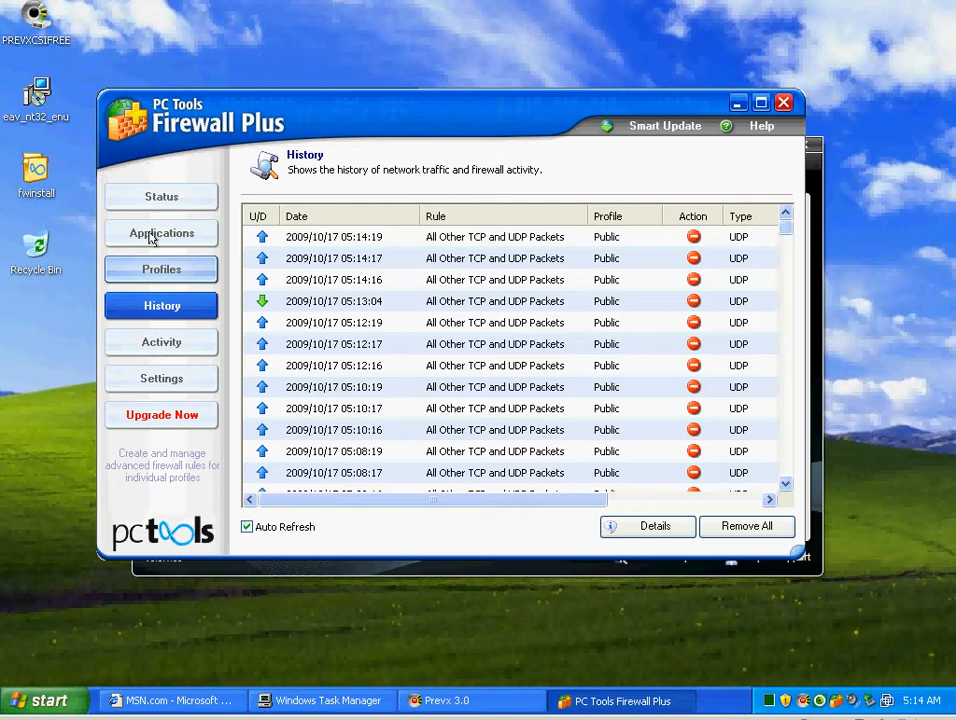 PREVXCSIFREE
eav_nt32_enu
fwinstall
Recycle Bin
PC Tools
Firewall Plus
Smart Update
Help
History
Shows the history of network traffic and firewall activity.
Status
Applications
Profiles
History
Activity
Settings
Upgrade Now
Create and manage
advanced firewall rules for
individual profiles
pctools
U/D Date Rule Profile Action Type
2009/10/17 05:14:19 All Other TCP and UDP Packets Public UDP
2009/10/17 05:14:17 All Other TCP and UDP Packets Public UDP
2009/10/17 05:14:16 All Other TCP and UDP Packets Public UDP
2009/10/17 05:13:04 All Other TCP and UDP Packets Public UDP
2009/10/17 05:12:19 All Other TCP and UDP Packets Public UDP
2009/10/17 05:12:17 All Other TCP and UDP Packets Public UDP
2009/10/17 05:12:16 All Other TCP and UDP Packets Public UDP
2009/10/17 05:10:19 All Other TCP and UDP Packets Public UDP
2009/10/17 05:10:17 All Other TCP and UDP Packets Public UDP
2009/10/17 05:10:16 All Other TCP and UDP Packets Public UDP
2009/10/17 05:08:19 All Other TCP and UDP Packets Public UDP
2009/10/17 05:08:17 All Other TCP and UDP Packets Public UDP
Auto Refresh
Details
Remove All
start
MSN.com - Microsoft ...
Windows Task Manager
Prevx 3.0
PC Tools Firewall Plus
5:14 AM